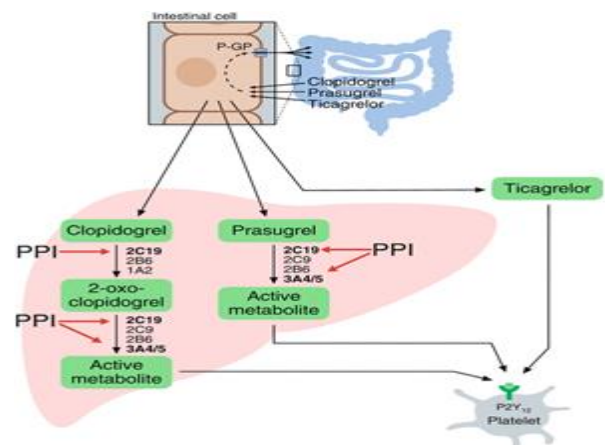 Intestinal cell
P-GP
Clopidogrel
Prasugrel
Ticagrelor
Ticagrelor
Clopidogrel
Prasugrel
PPI
2C19
2B6
1A2
2C19
2C9
2B6
3A4/5
PPI
2-oxo-
clopidogrel
Active
metabolite
PPI
2C19
2C9
2B6
3A4/5
Active
metabolite
P2Y12
Platelet